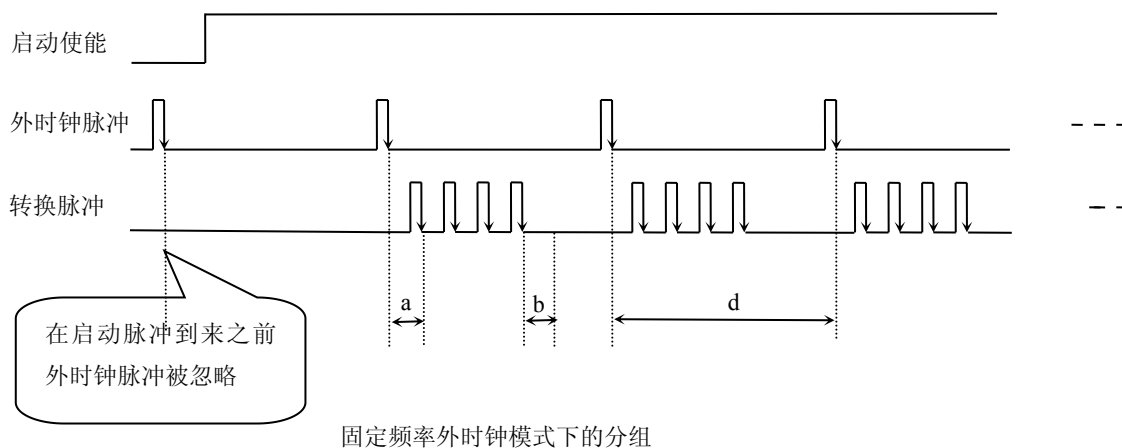 启动使能
外时钟脉冲
转换脉冲
a
b
d
在启动脉冲到来之前
外时钟脉冲被忽略
固定频率外时钟模式下的分组